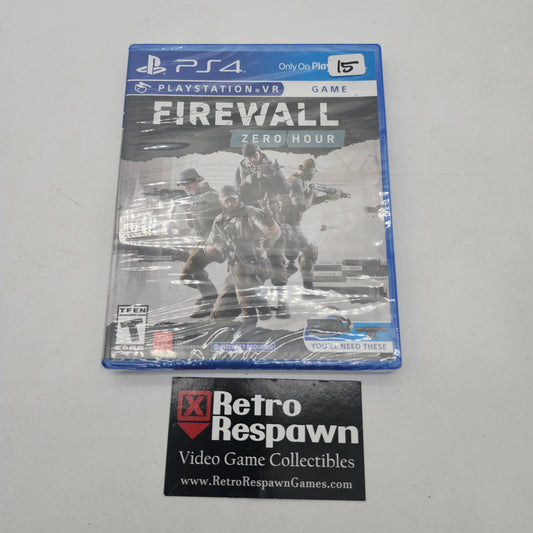 PS4
Only On Play
15
PLAYSTATION VR GAME
FIREWALL
ZERO HOUR
TEEN
T
YOU'LL NEED THESE
Retro
Respawn
Video Game Collectibles
www.RetroRespawnGames.com